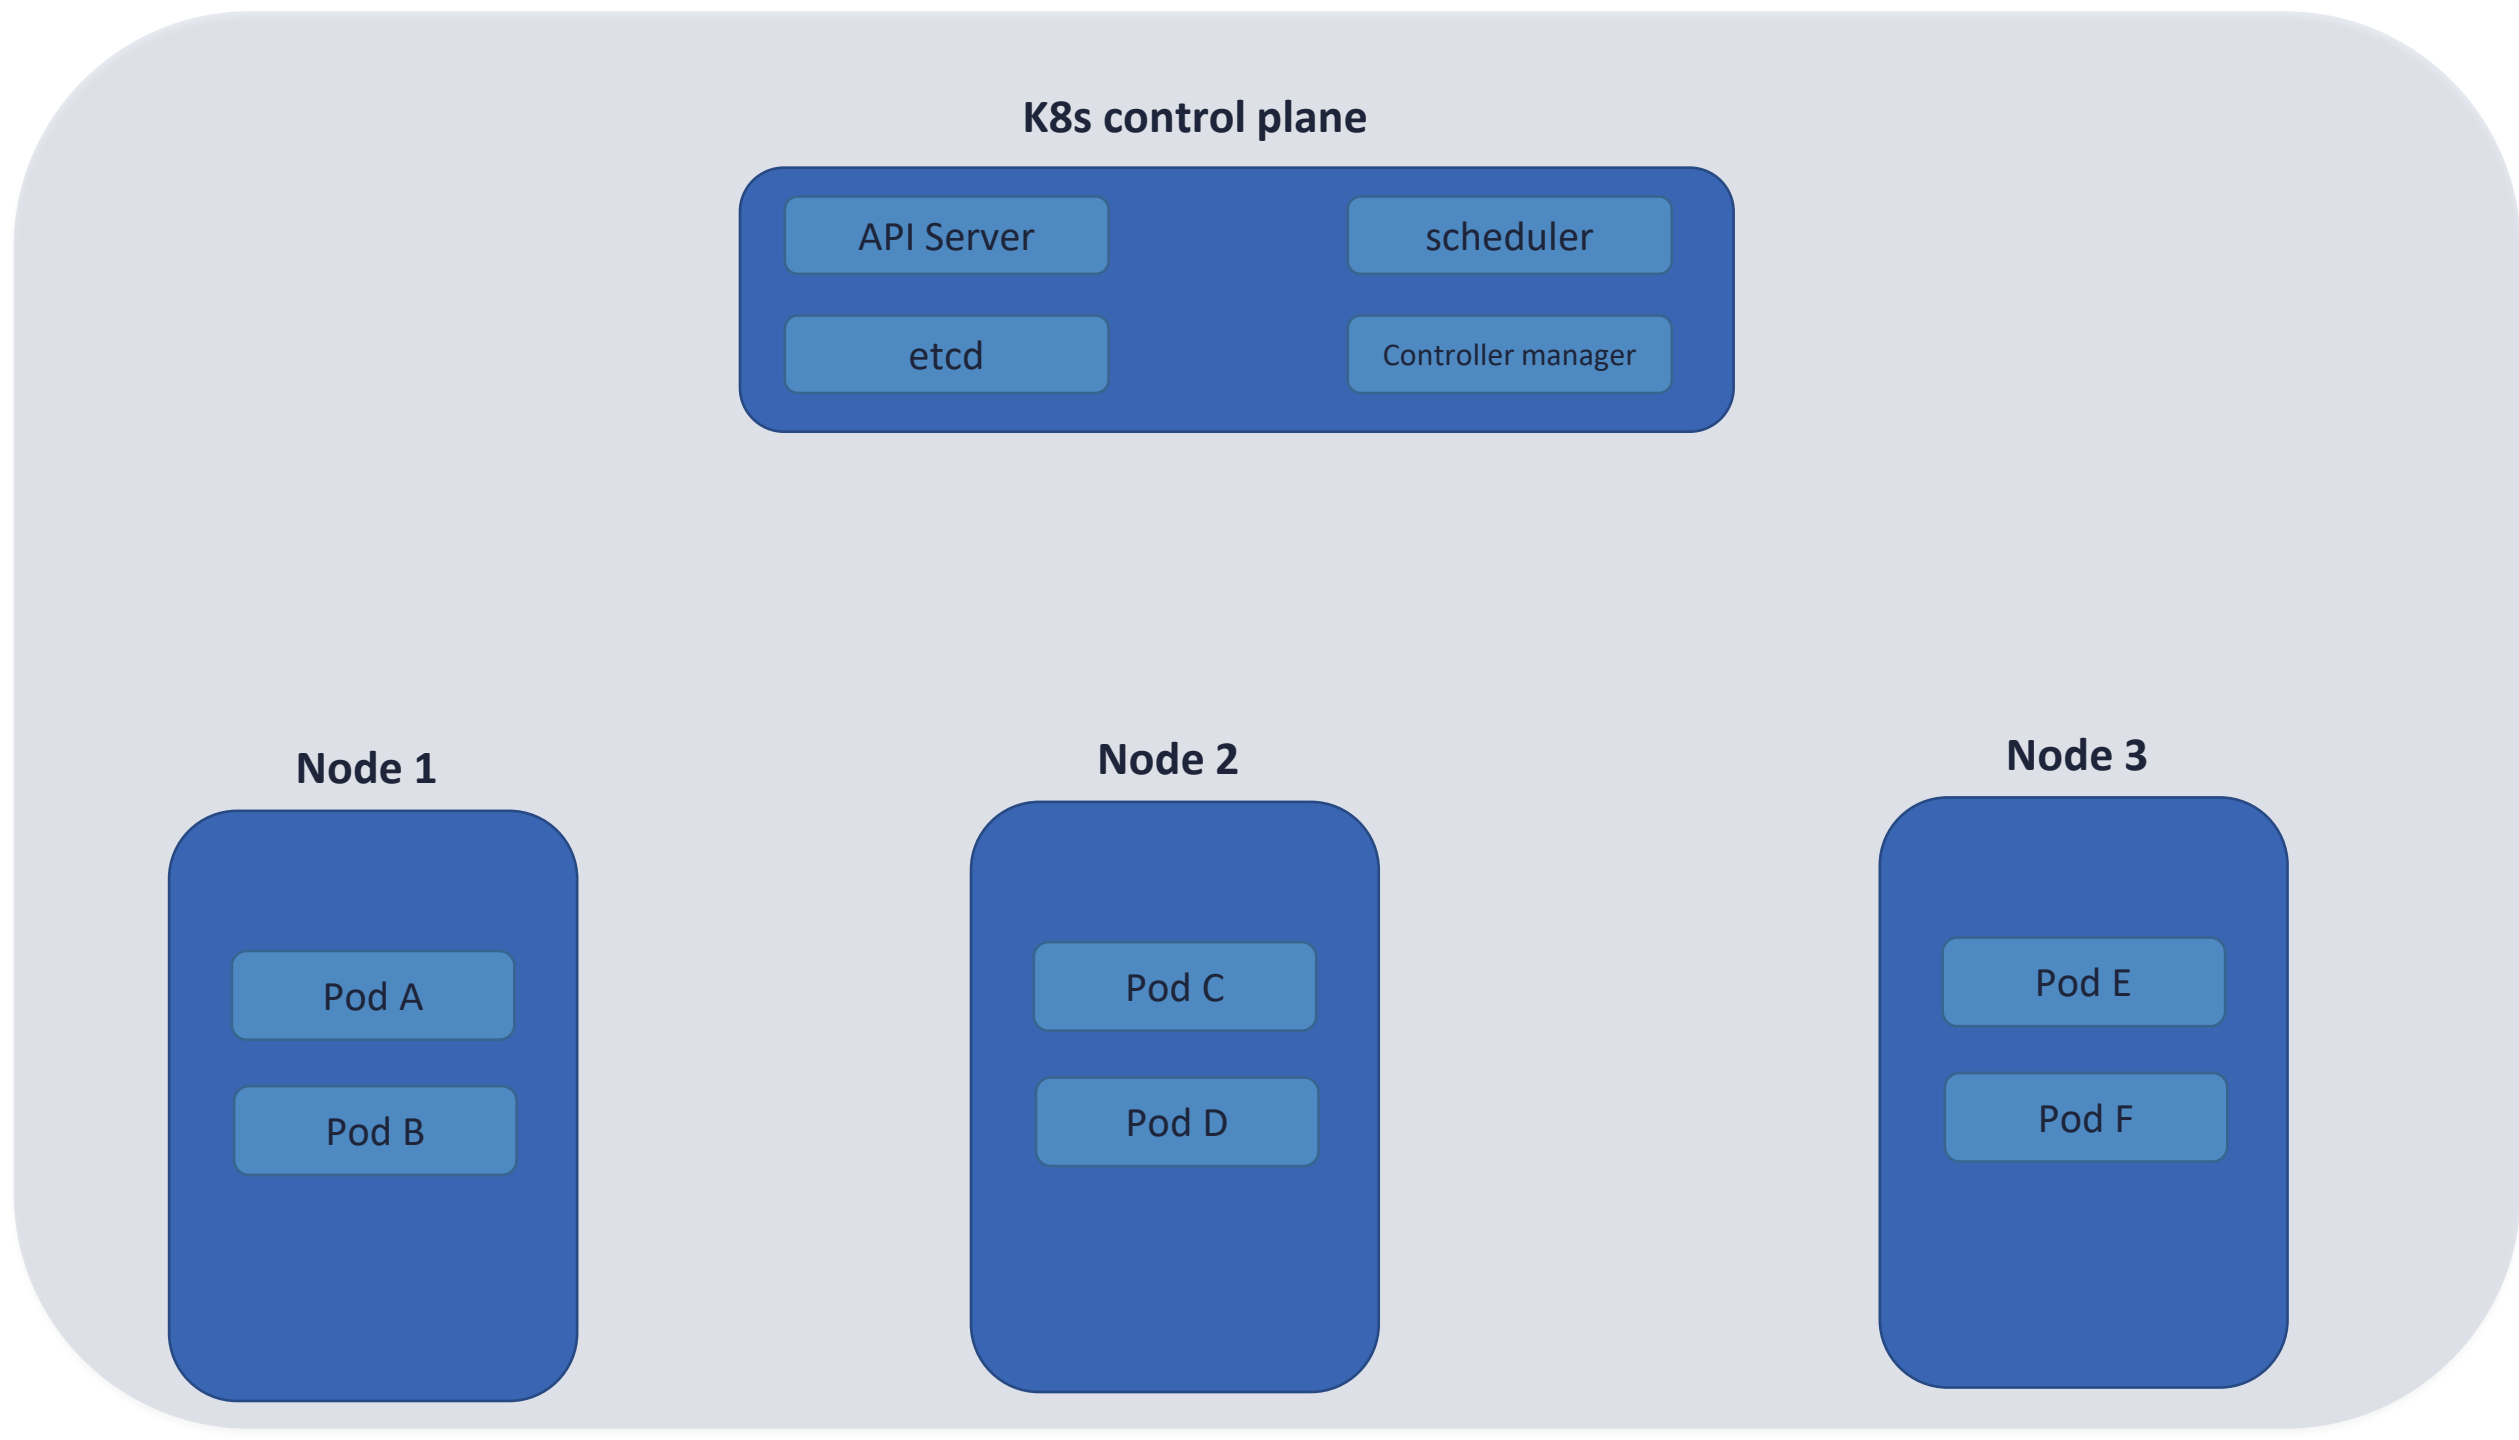 K8s control plane
API Server
scheduler
etcd
Controller manager
Node 1
Node 2
Node 3
Pod A
Pod C
Pod E
Pod B
Pod D
Pod F